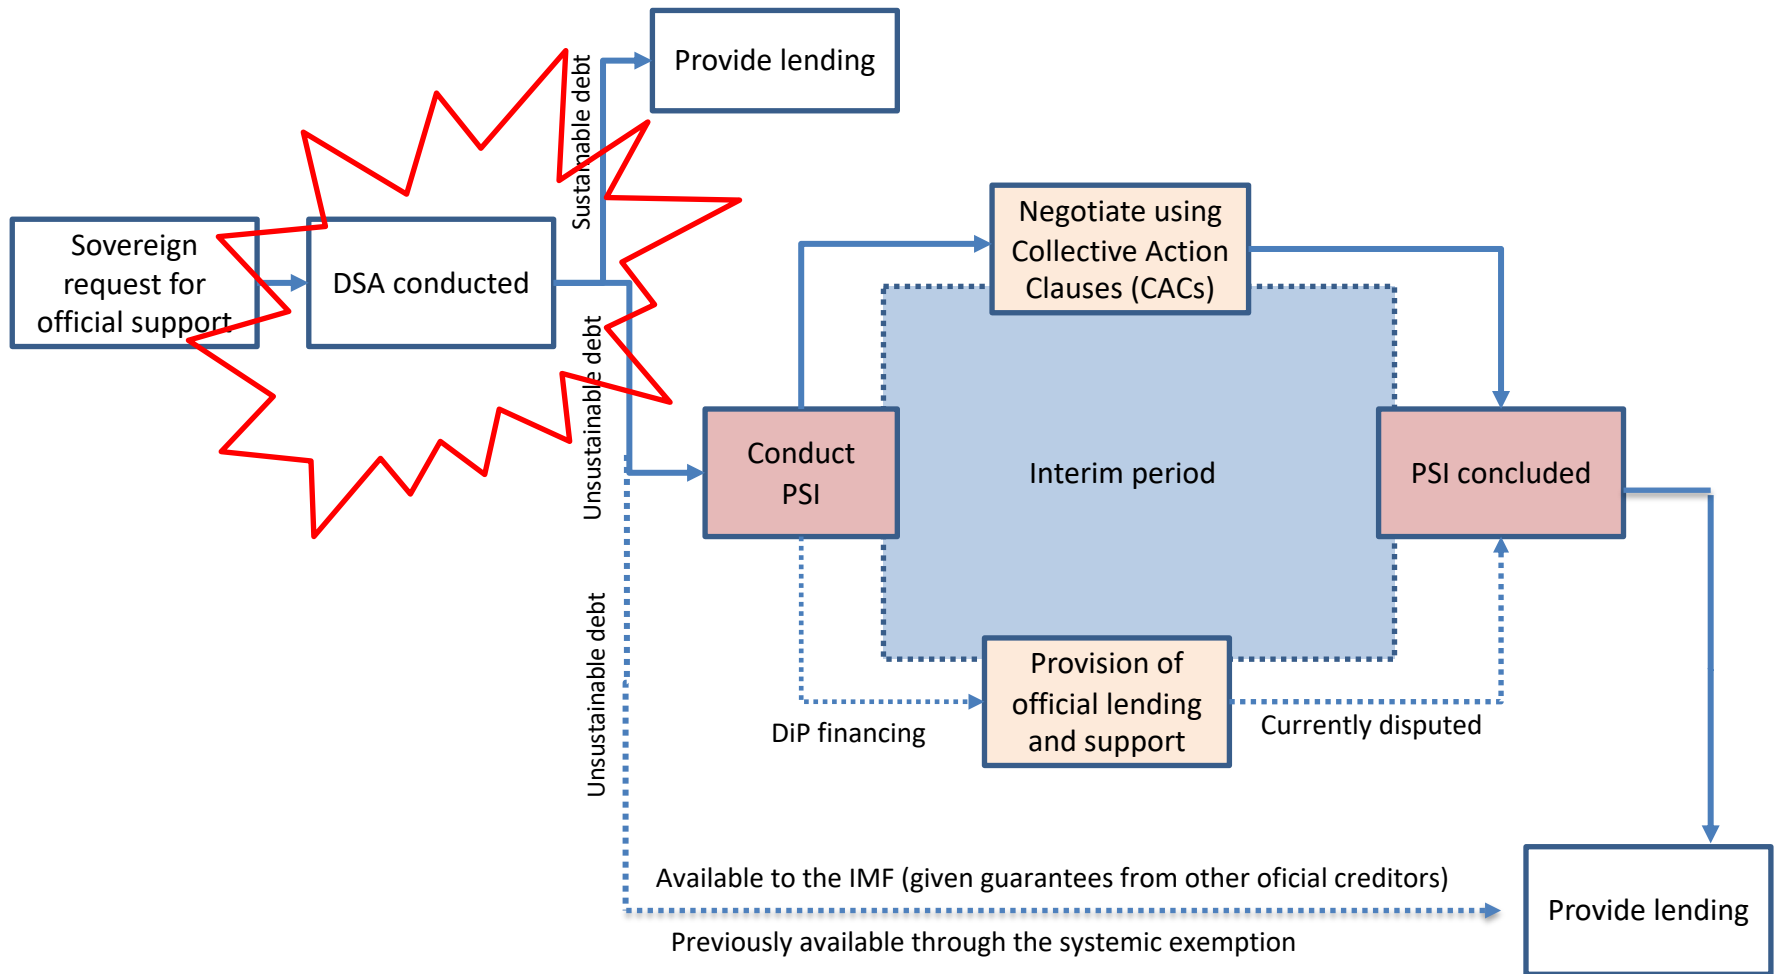 Provide lending
Sustainable debt
Sovereign
request for
official support
DSA conducted
Negotiate using
Collective Action
Clauses (CACs)
Unsustainable debt
Conduct
PSI
Interim period
PSI concluded
Unsustainable debt
Provision of
official lending
and support
DiP financing
Currently disputed
Available to the IMF (given guarantees from other oficial creditors)
Previously available through the systemic exemption
Provide lending